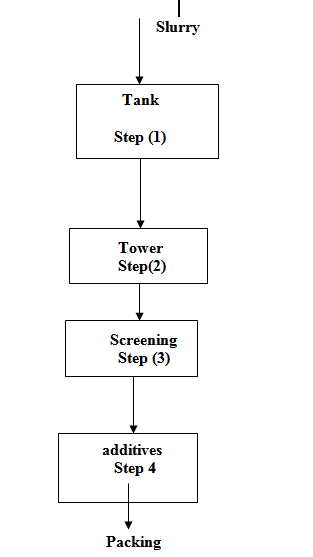 Slurry
Tank
Step (1)
Tower
Step(2)
Screening
Step (3)
additives
Step 4
Packing